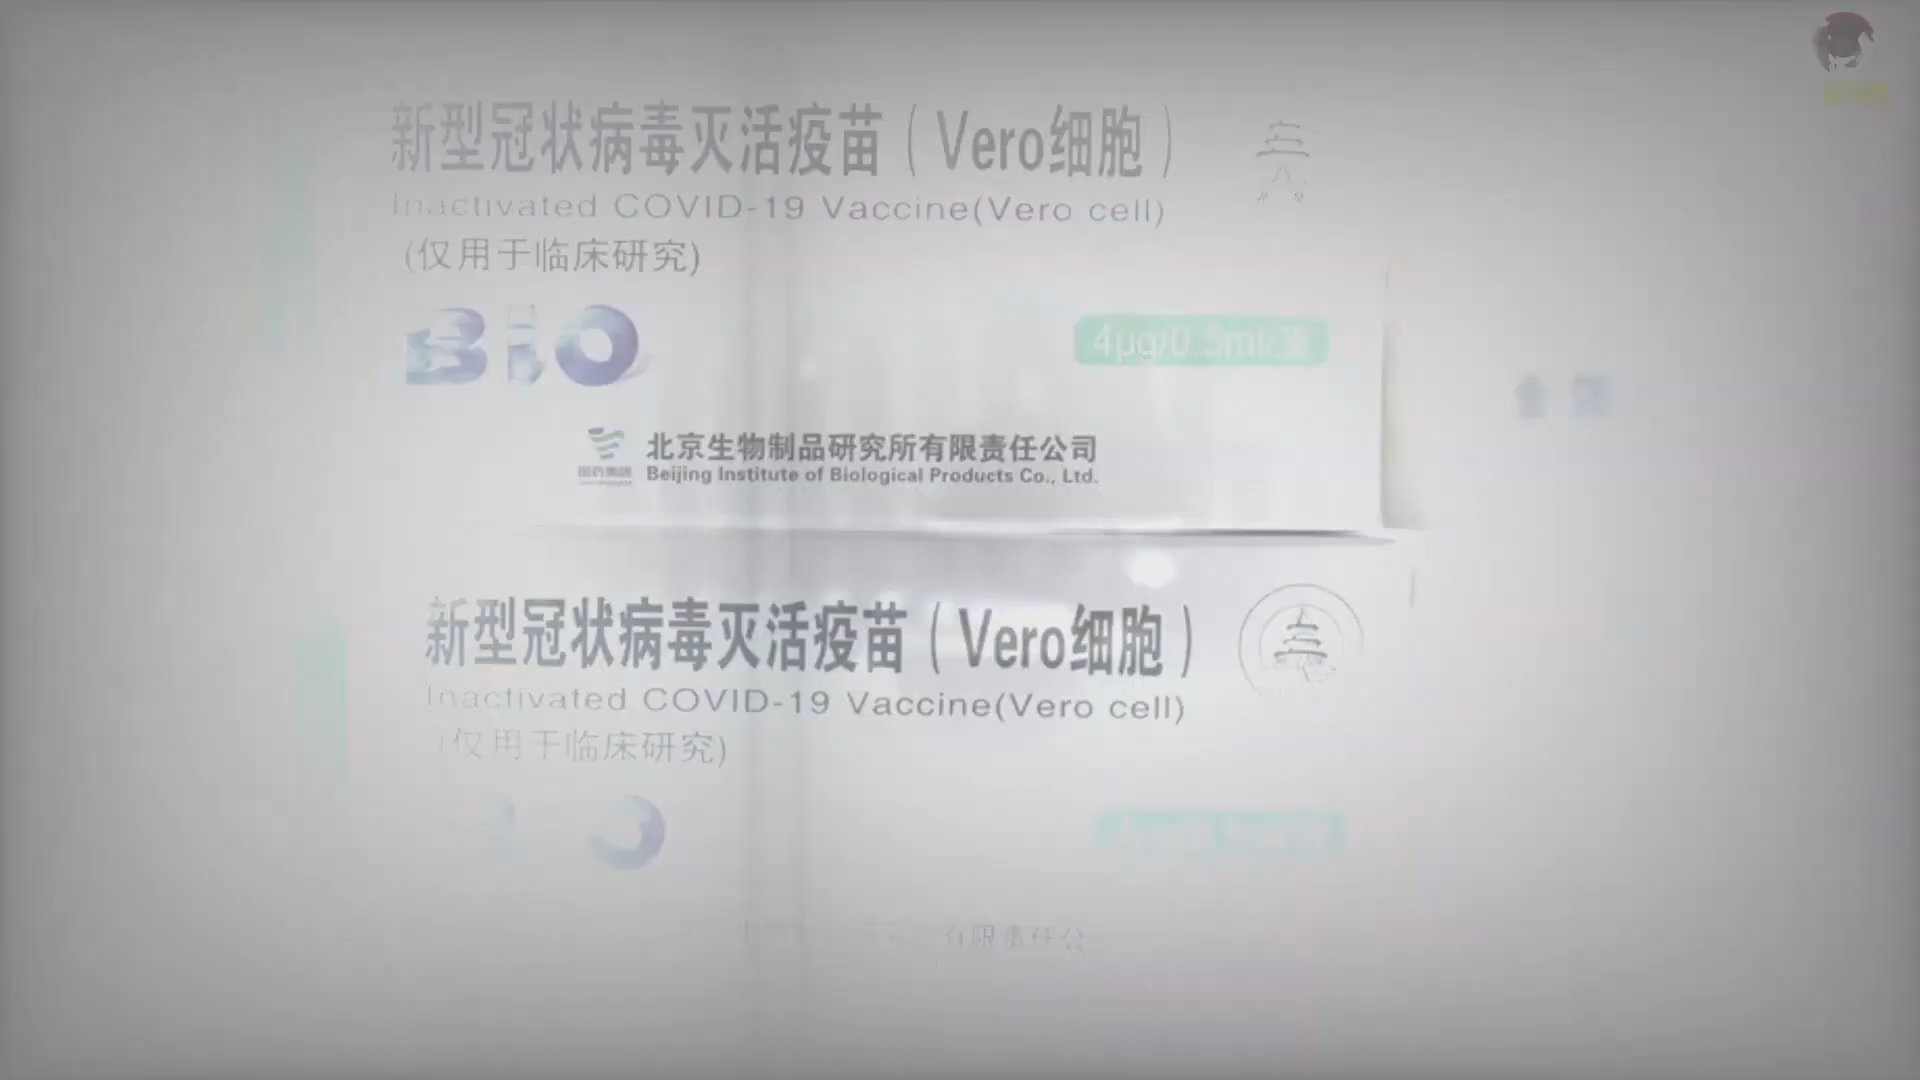 新型冠状病毒灭活疫苗（Vero细胞）
Inactivated COVID-19 Vaccine(Vero cell)
(仅用于临床研究)
BIO
4μg/0.5ml/
国药集团
北京生物制品研究所有限责任公司
Beijing Institute of Biological Products Co., Ltd.
新型冠状病毒灭活疫苗（Vero细胞）
Inactivated COVID-19 Vaccine(Vero cell)
(仅用于临床研究)
有限责任公